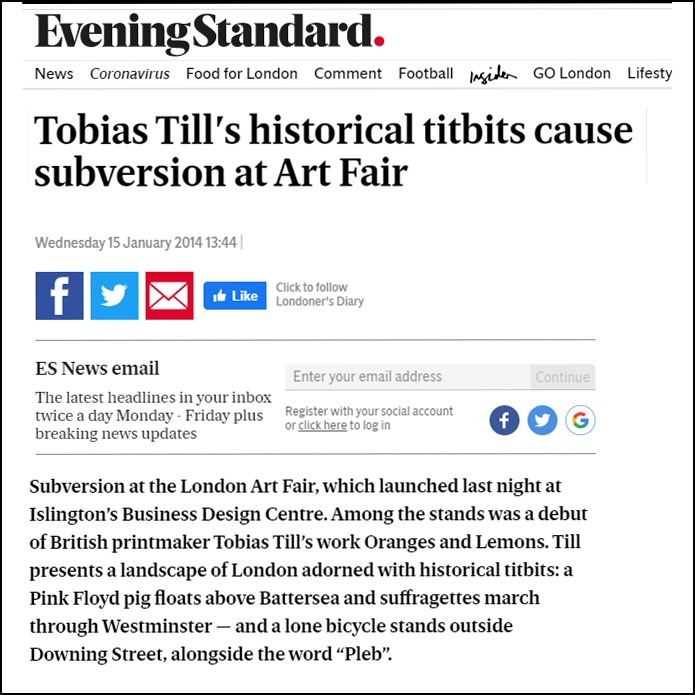 Evening Standard.
News Coronavirus Food for London Comment Football Insider GO London Lifesty
Tobias Till's historical titbits cause
subversion at Art Fair
Wednesday 15 January 2014 13:44 |
f
Like
Click to follow
Londoner's Diary
ES News email
The latest headlines in your inbox
twice a day Monday - Friday plus
breaking news updates
Enter your email address Continue
Register with your social account
or click here to log in
f G
Subversion at the London Art Fair, which launched last night at
Islington's Business Design Centre. Among the stands was a debut
of British printmaker Tobias Till's work Oranges and Lemons. Till
presents a landscape of London adorned with historical titbits: a
Pink Floyd pig floats above Battersea and suffragettes march
through Westminster — and a lone bicycle stands outside
Downing Street, alongside the word “Pleb”.